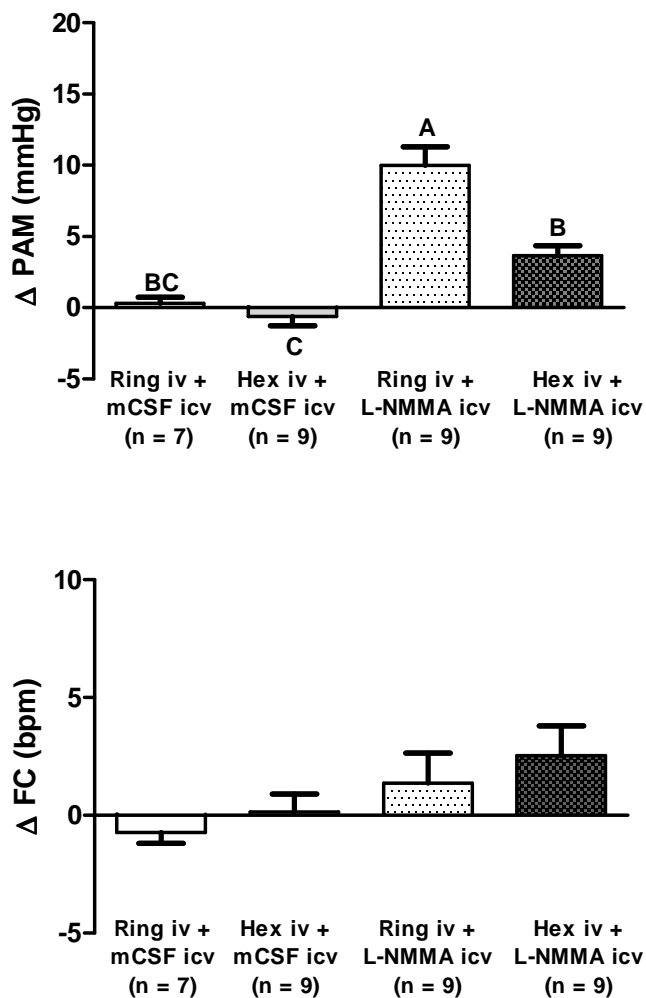 Δ PAM (mmHg)
20
15
10
5
0
-5
A
B
BC
C
Ring iv + Hex iv + Ring iv + Hex iv +
mCSF icv mCSF icv L-NMMA icv L-NMMA icv
(n = 7) (n = 9) (n = 9) (n = 9)
Δ FC (bpm)
10
5
0
-5
Ring iv + Hex iv + Ring iv + Hex iv +
mCSF icv mCSF icv L-NMMA icv L-NMMA icv
(n = 7) (n = 9) (n = 9) (n = 9)